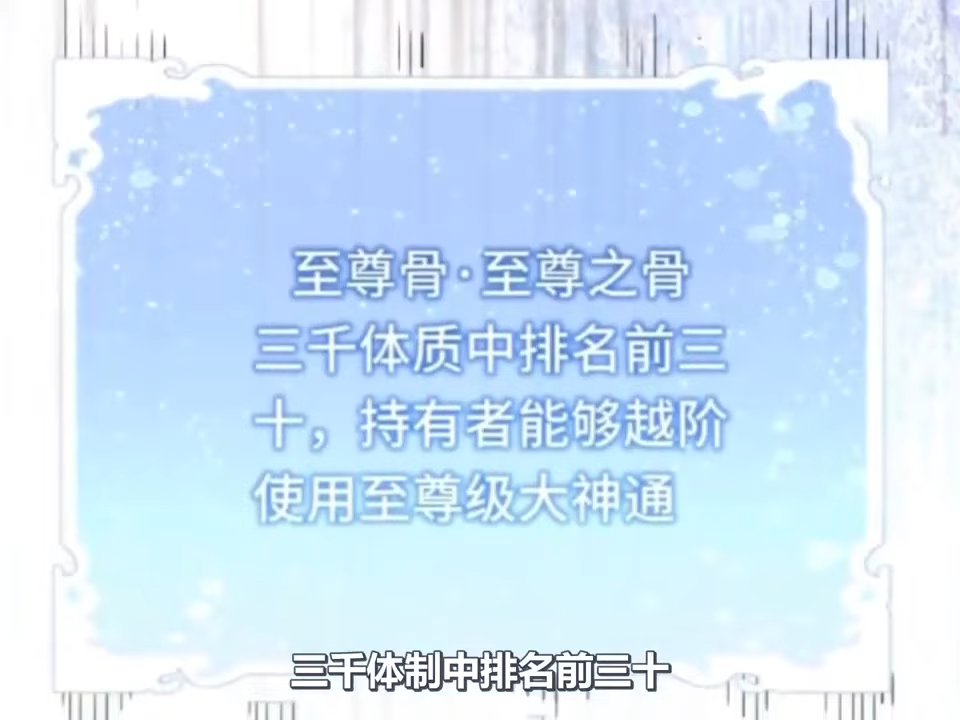 至尊骨·至尊之骨
三千体质中排名前三
十，持有者能够越阶
使用至尊级大神通
三千体制中排名前三十